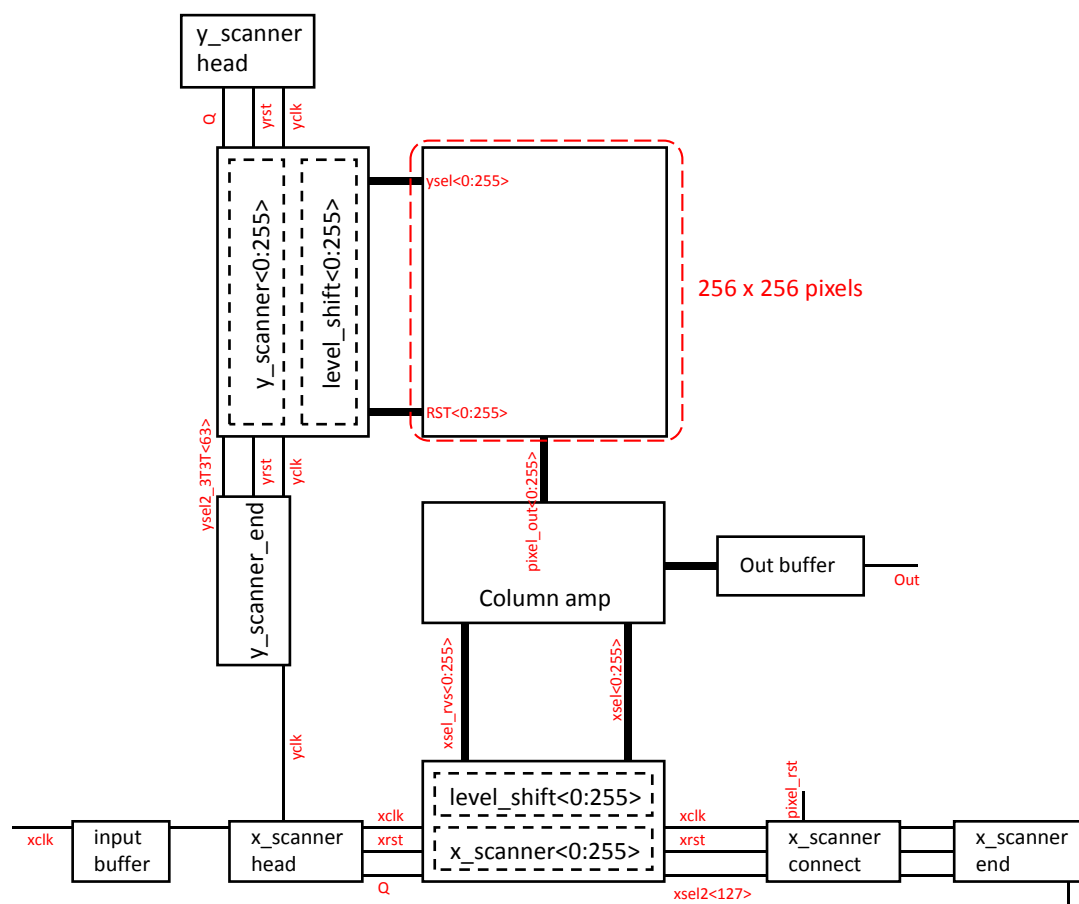 y_scanner
head
Q
yrst
yclk
y_scanner<0:255>
level_shift<0:255>
ysel<0:255>
256 x 256 pixels
RST<0:255>
ysel2_3T3T<63>
yrst
yclk
pixel_out<0:255>
y_scanner_end
Column amp
Out buffer
Out
xsel_rvs<0:255>
xsel<0:255>
yclk
level_shift<0:255>
x_scanner<0:255>
pixel_rst
xclk
input
buffer
x_scanner
head
xclk
xrst
Q
xclk
xrst
xsel2<127>
x_scanner
connect
x_scanner
end